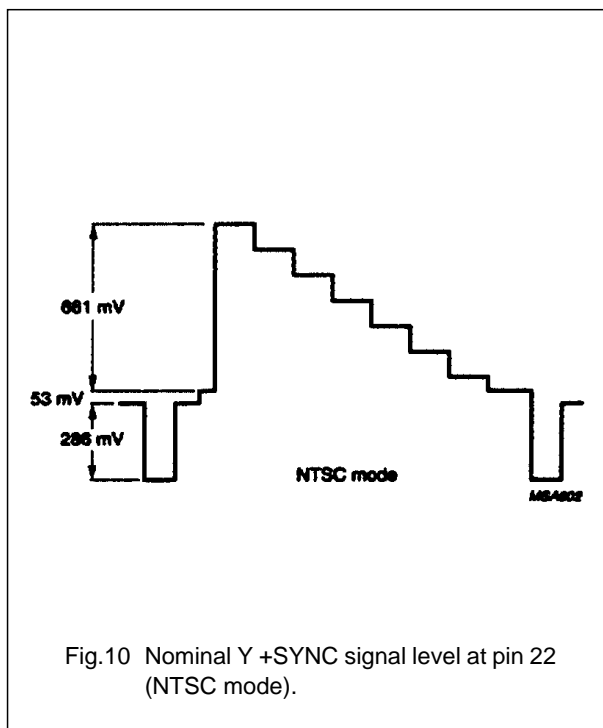 661 mV
53 mV
286 mV
NTSC mode
MSA602
Fig.10 Nominal Y +SYNC signal level at pin 22
(NTSC mode).